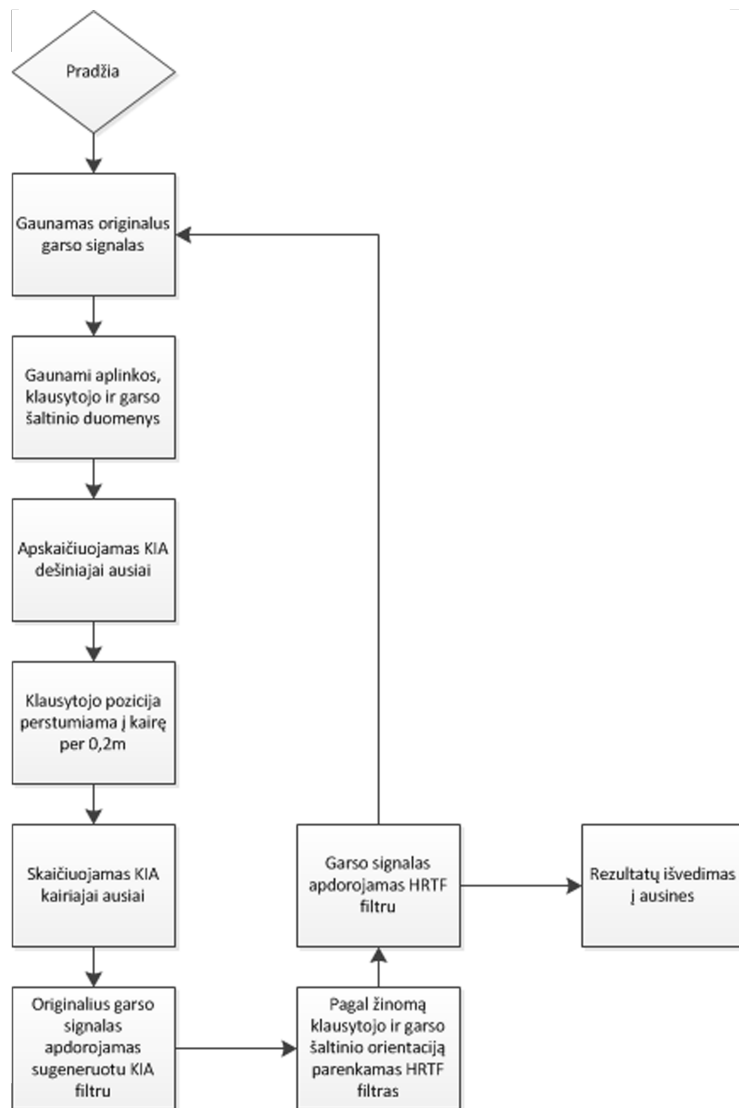 Pradžia
Gaunamas originalus
garso signalas
Gaunami aplinkos,
klausytojo ir garso
šaltinio duomenys
Apskaičiuojamas KIA
dešiniajai ausiai
Klausytojo pozicija
perstumiama į kairę
per 0,2m
Skaičiuojamas KIA
kairiajai ausiai
Originalius garso
signalas
apdorojamas
sugeneruotu KIA
filtru
Pagal žinomą
klausytojo ir garso
šaltinio orientaciją
parenkamas HRTF
filtras
Garso signalas
apdorojamas HRTF
filtru
Rezultatų išvedimas
į ausines